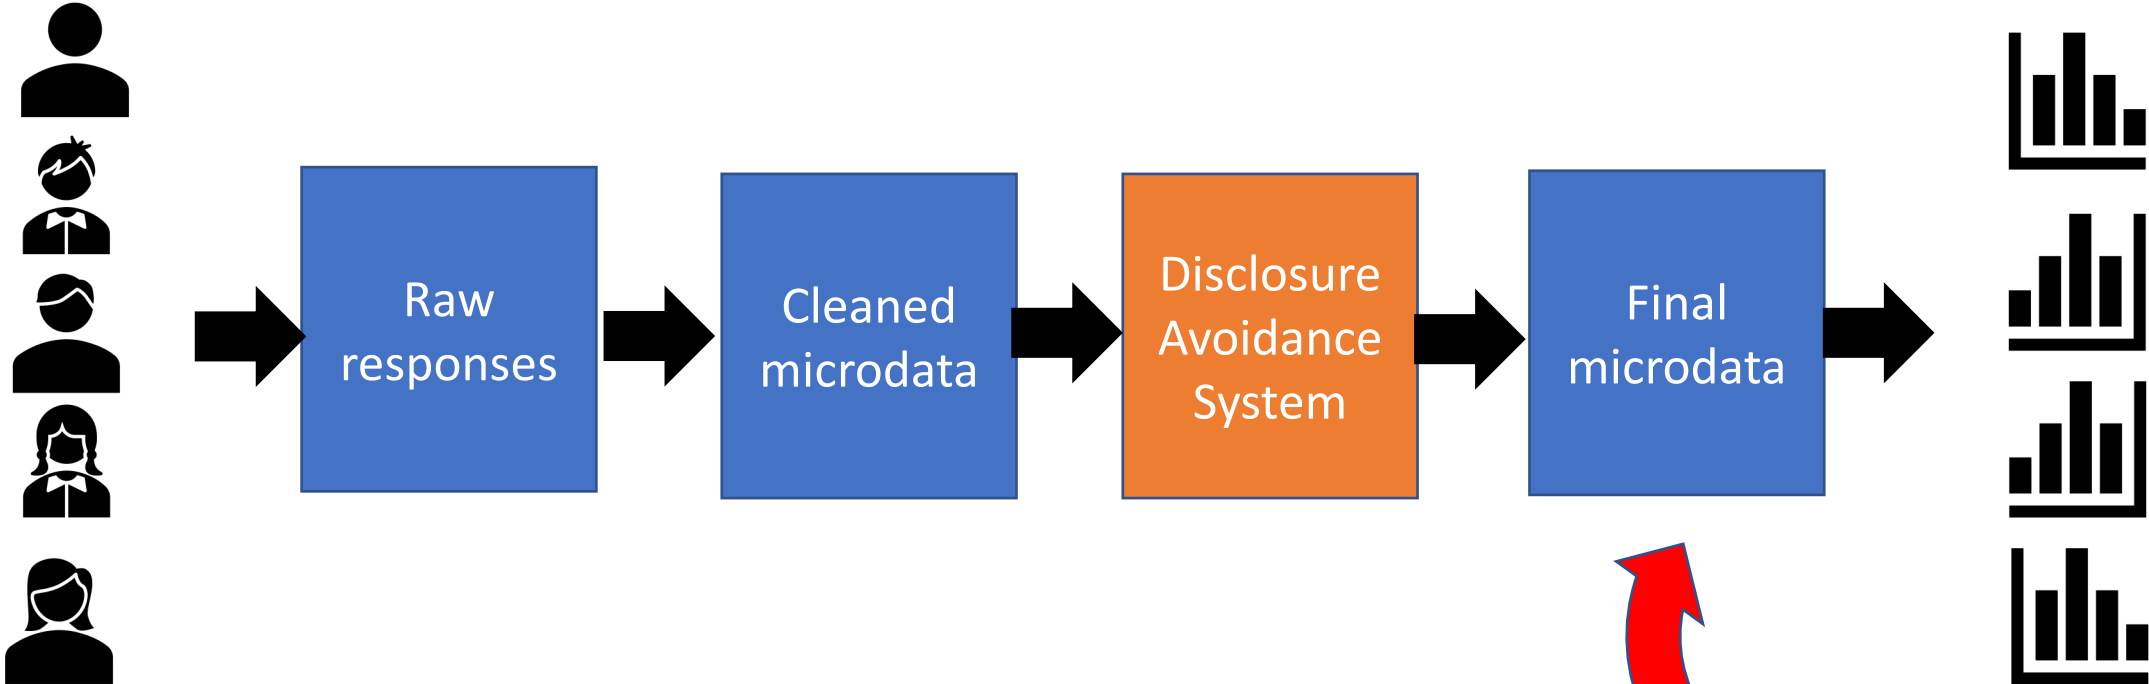 Raw
responses
Cleaned
microdata
Disclosure
Avoidance
System
Final
microdata